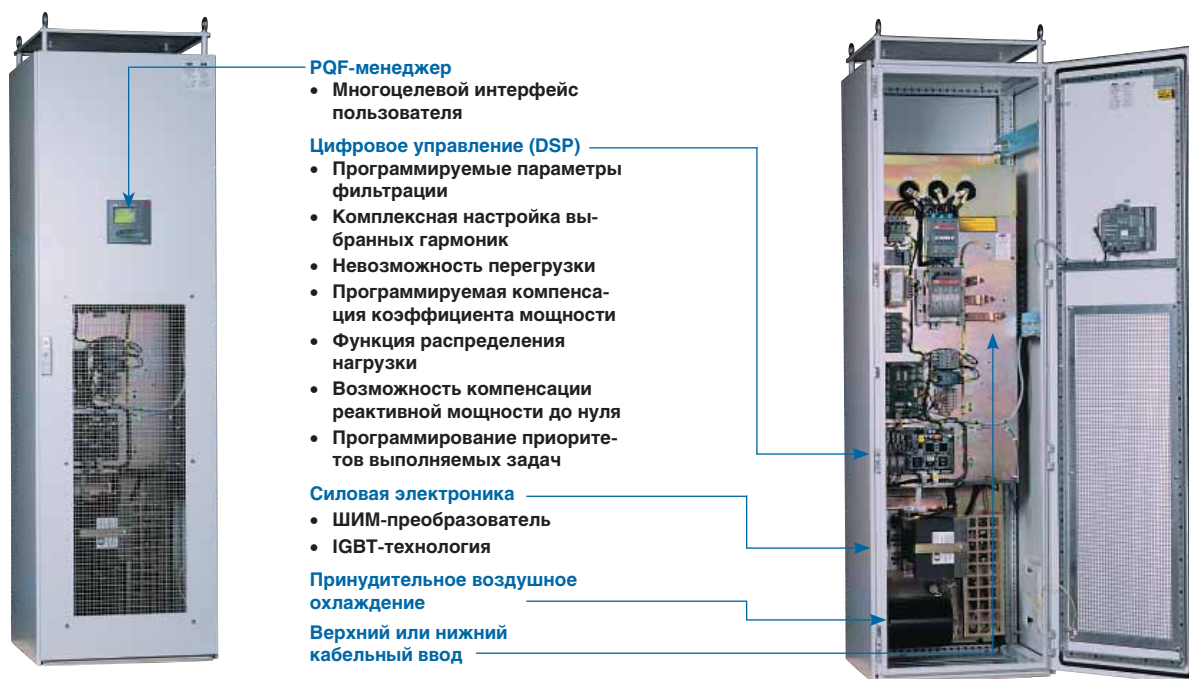 PQF-менеджер
• Многоцелевой интерфейс
пользователя
Цифровое управление (DSP)
• Программируемые параметры
фильтрации
• Комплексная настройка вы-
бранных гармоник
• Невозможность перегрузки
• Программируемая компенса-
ция коэффициента мощности
• Функция распределения
нагрузки
• Возможность компенсации
реактивной мощности до нуля
• Программирование приорите-
тов выполняемых задач
Силовая электроника
• ШИМ-преобразователь
• IGBT-технология
Принудительное воздушное
охлаждение
Верхний или нижний
кабельный ввод